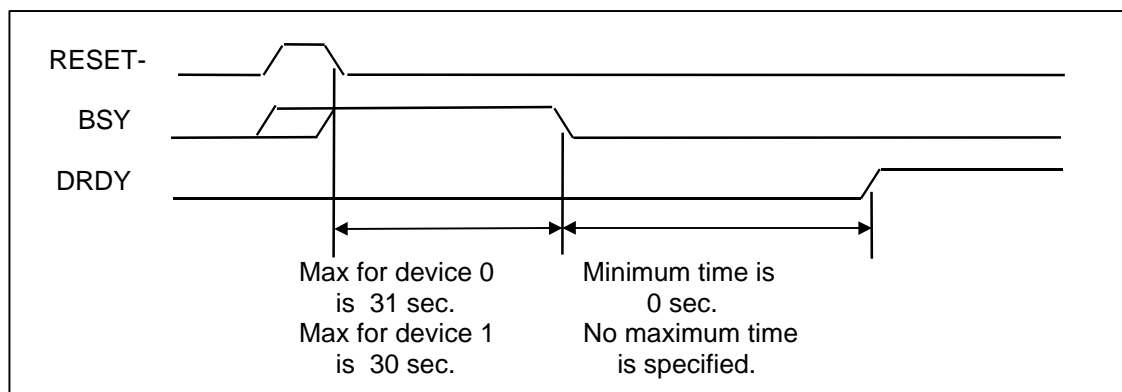 RESET-
BSY
DRDY
Max for device 0
is 31 sec.
Max for device 1
is 30 sec.
Minimum time is
0 sec.
No maximum time
is specified.